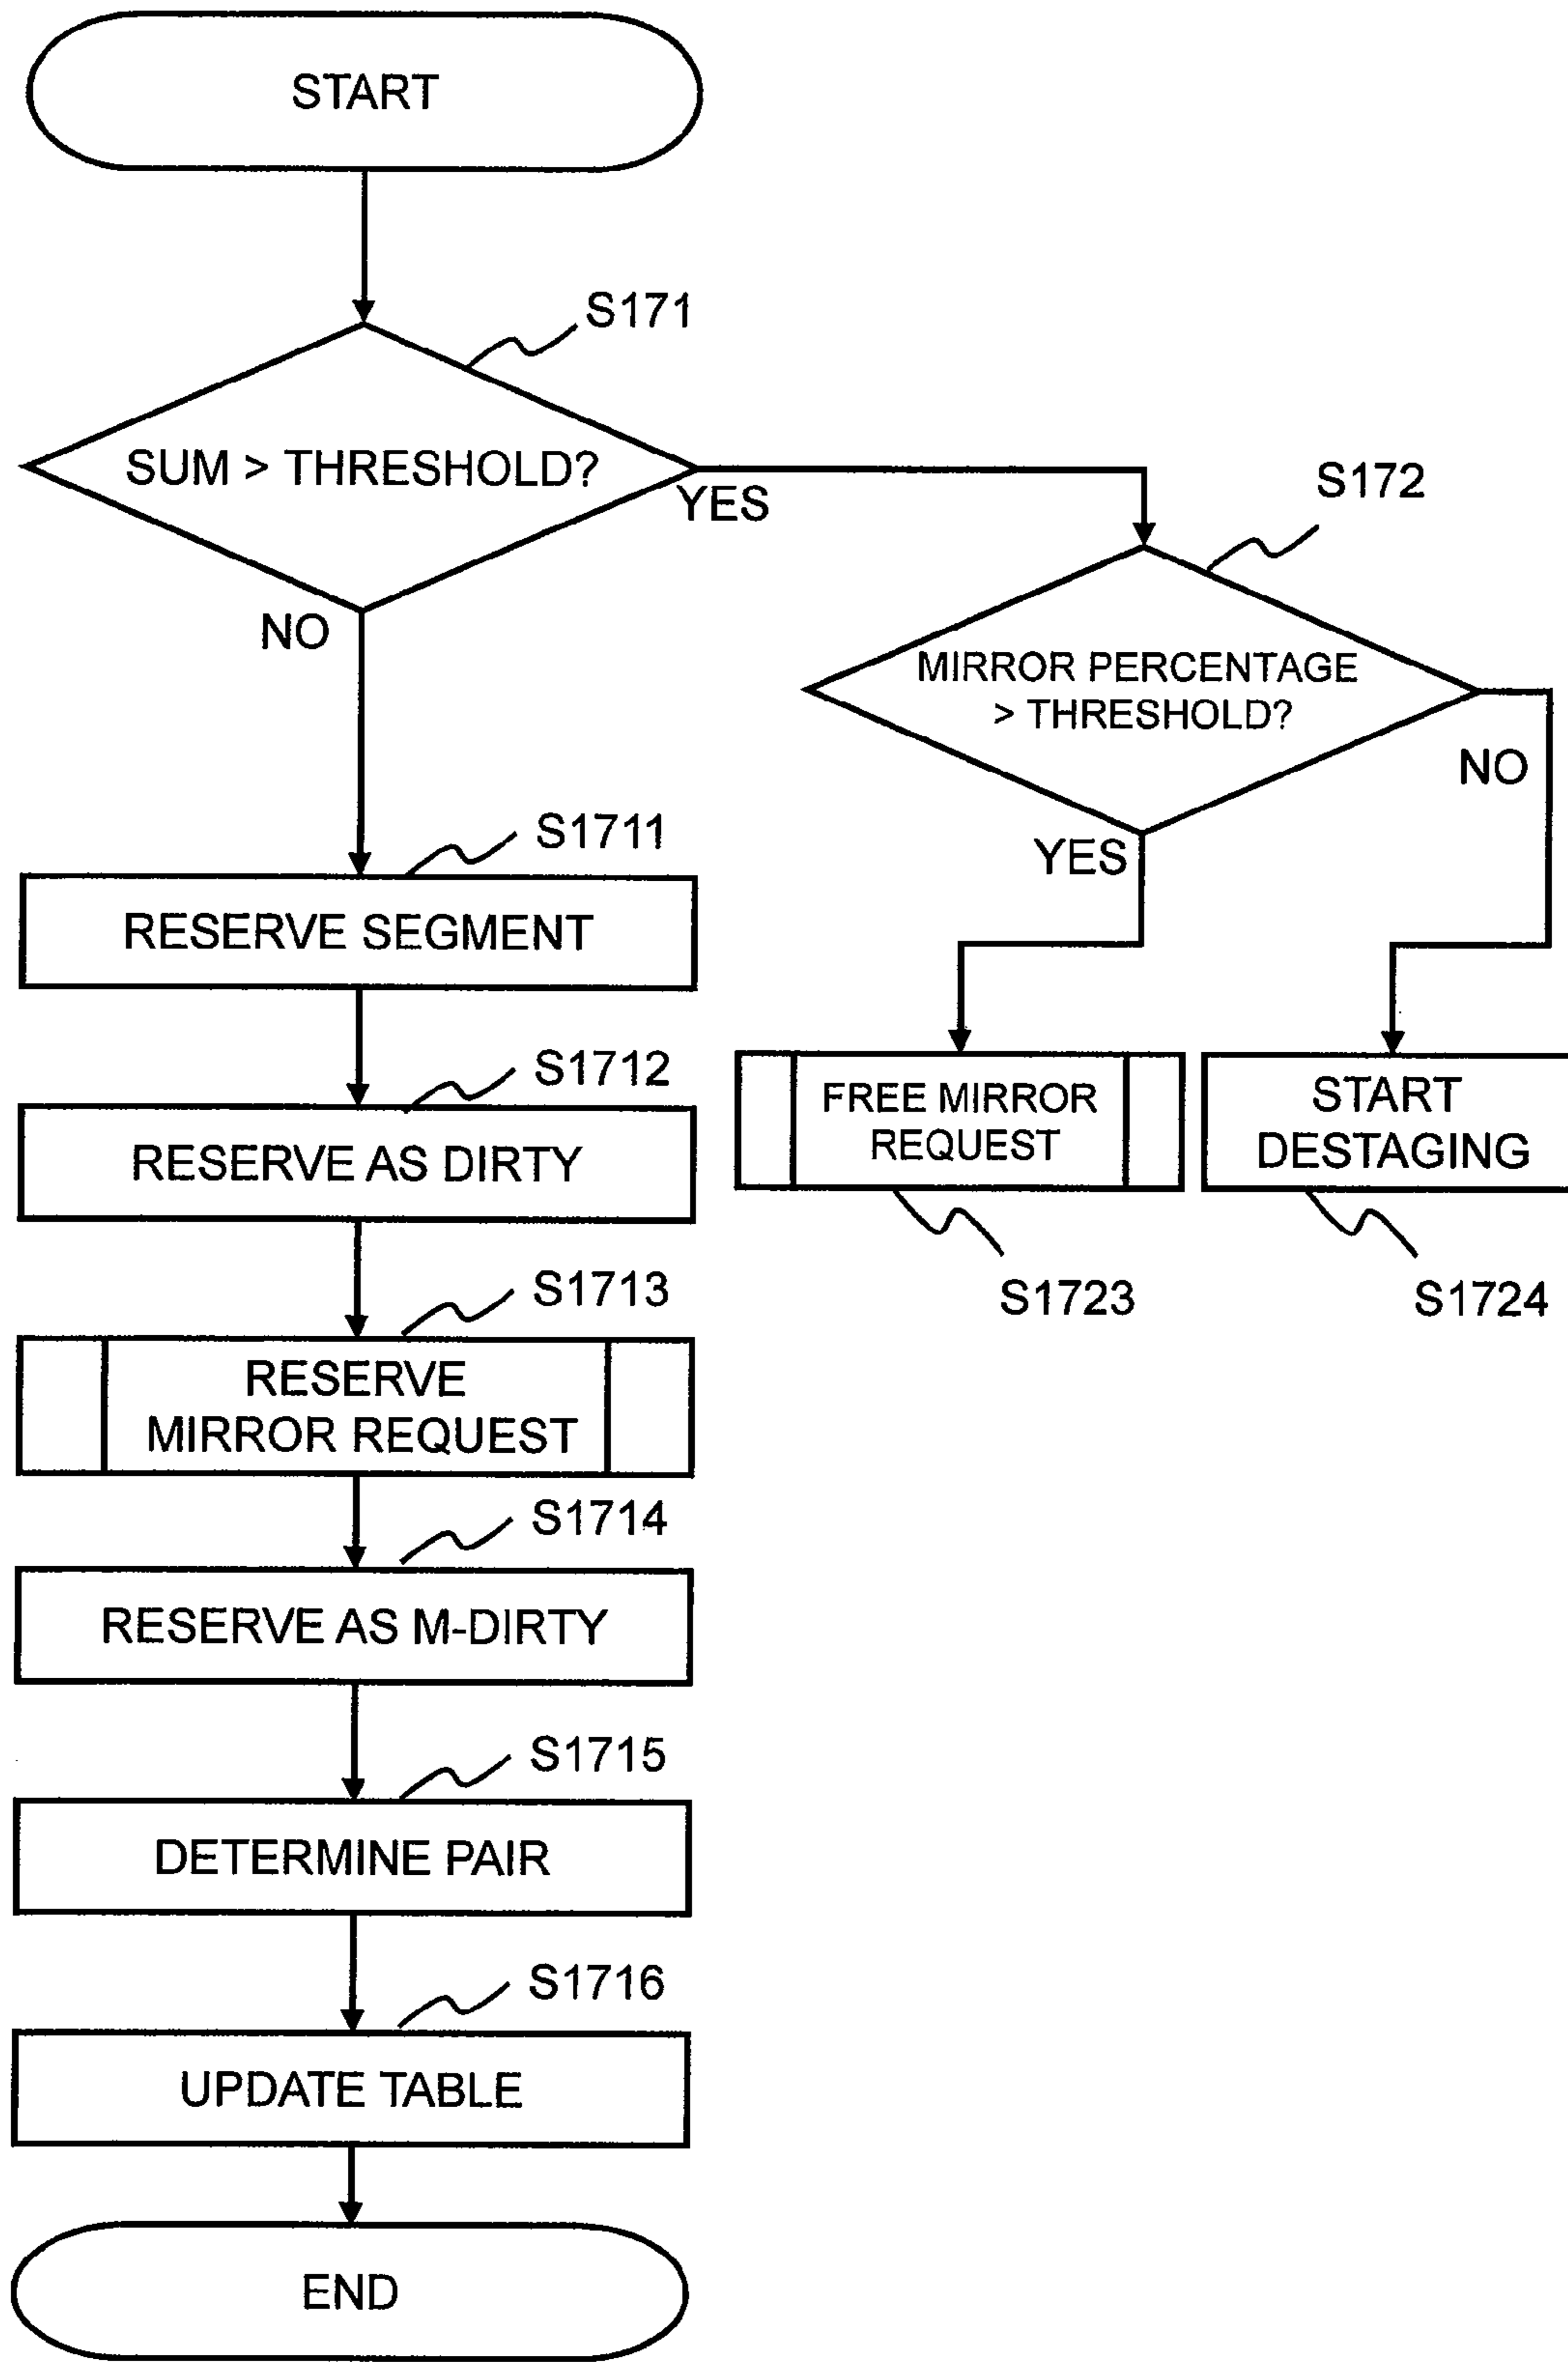 START
S171
SUM > THRESHOLD?
YES
S172
NO
MIRROR PERCENTAGE
> THRESHOLD?
NO
YES
S1711
RESERVE SEGMENT
S1712
RESERVE AS DIRTY
FREE MIRROR
REQUEST
START
DESTAGING
S1723
S1724
S1713
RESERVE
MIRROR REQUEST
S1714
RESERVE AS M-DIRTY
S1715
DETERMINE PAIR
S1716
UPDATE TABLE
END